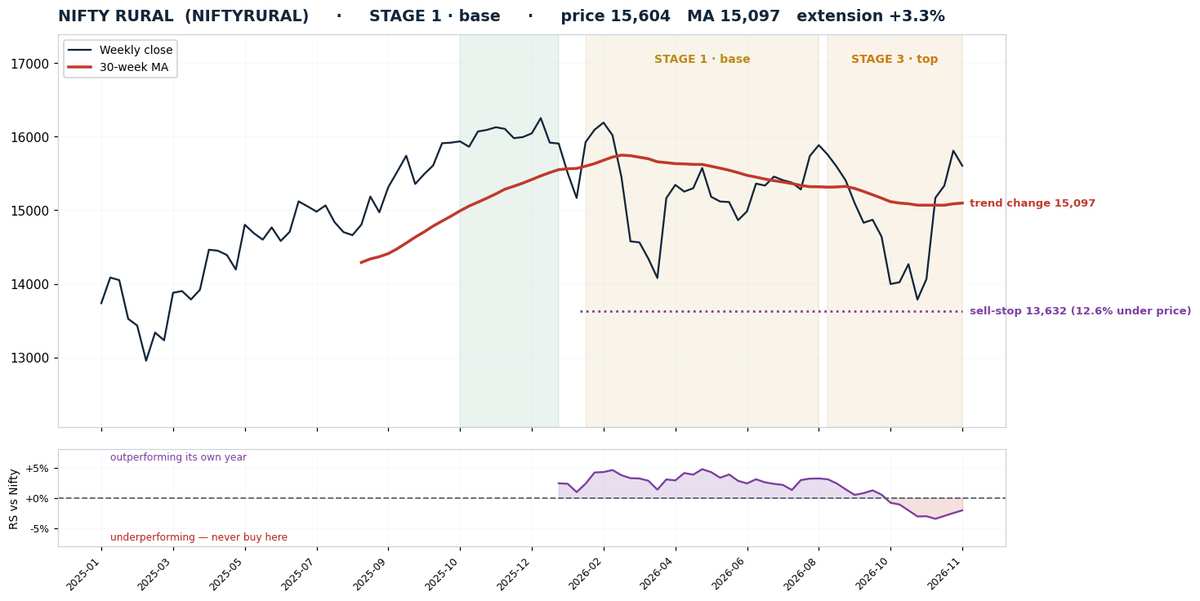 NIFTY RURAL (NIFTYRURAL) · STAGE 1 · base · price 15,604 MA 15,097 extension +3.3%
Weekly close
30-week MA
STAGE 1 · base
STAGE 3 · top
17000
16000
15000
14000
13000
trend change 15,097
sell-stop 13,632 (12.6% under price)
RS vs Nifty
+5%
+0%
-5%
outperforming its own year
underperforming — never buy here
2025-01
2025-03
2025-05
2025-07
2025-09
2025-10
2025-12
2026-02
2026-04
2026-06
2026-08
2026-10
2026-11